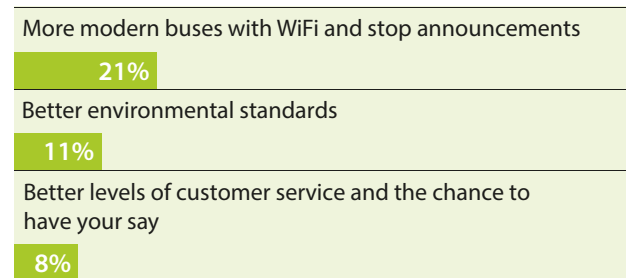 More modern buses with WiFi and stop announcements
21%
Better environmental standards
11%
Better levels of customer service and the chance to
have your say
8%